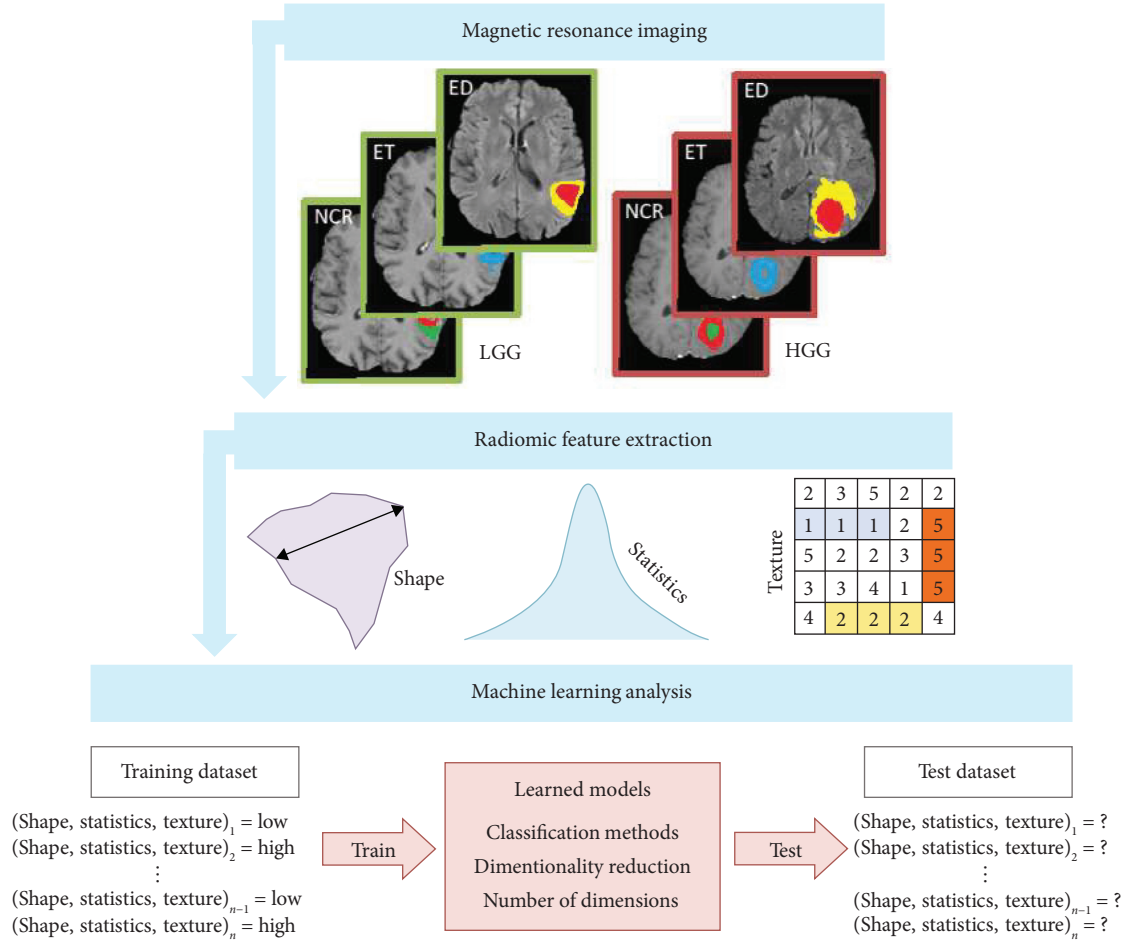 Magnetic resonance imaging
ED
ET
NCR
LGG
ED
ET
NCR
HGG
Radiomic feature extraction
Shape
Statistics
Texture
2 3 5 2 2
1 1 1 2 5
5 2 2 3 5
3 3 4 1 5
4 2 2 2 4
Machine learning analysis
Training dataset
(Shape, statistics, texture)₁ = low
(Shape, statistics, texture)₂ = high
⋮
(Shape, statistics, texture)ₙ₋₁ = low
(Shape, statistics, texture)ₙ = high
Train
Learned models
Classification methods
Dimentionality reduction
Number of dimensions
Test
Test dataset
(Shape, statistics, texture)₁ = ?
(Shape, statistics, texture)₂ = ?
⋮
(Shape, statistics, texture)ₙ₋₁ = ?
(Shape, statistics, texture)ₙ = ?